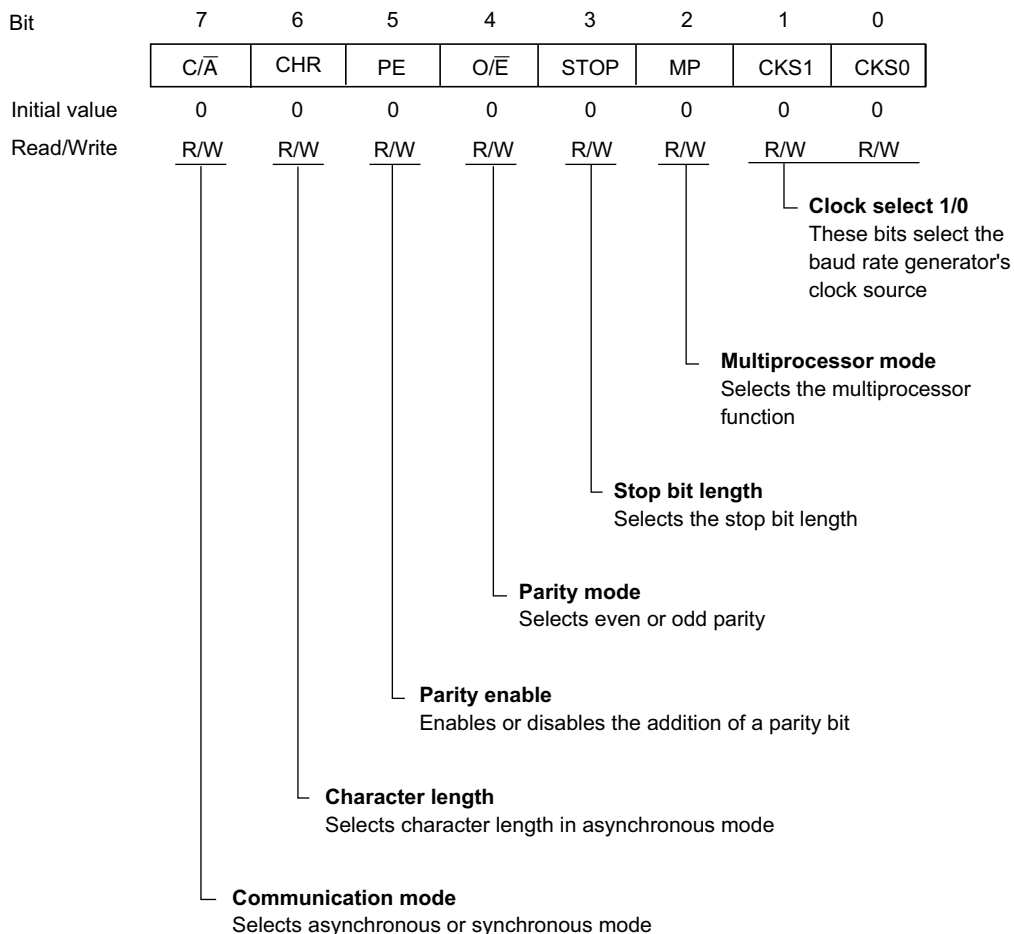 Bit 7 6 5 4 3 2 1 0
C/A̅ CHR PE O/E̅ STOP MP CKS1 CKS0
Initial value 0 0 0 0 0 0 0 0
Read/Write R/W R/W R/W R/W R/W R/W R/W R/W
Clock select 1/0
These bits select the
baud rate generator's
clock source
Multiprocessor mode
Selects the multiprocessor
function
Stop bit length
Selects the stop bit length
Parity mode
Selects even or odd parity
Parity enable
Enables or disables the addition of a parity bit
Character length
Selects character length in asynchronous mode
Communication mode
Selects asynchronous or synchronous mode